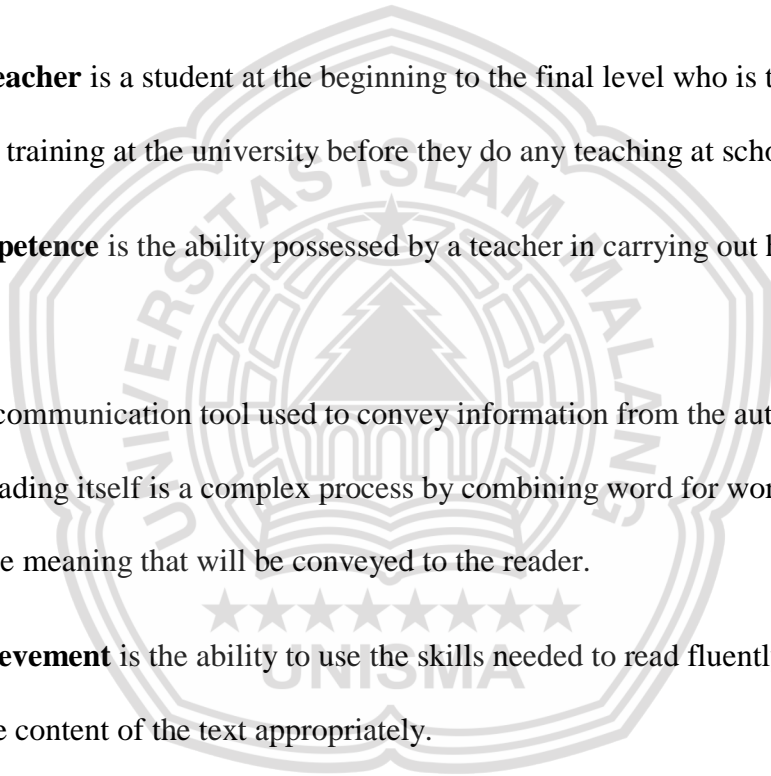 eacher is a student at the beginning to the final level who is t
training at the university before they do any teaching at scho
petence is the ability possessed by a teacher in carrying out h
communication tool used to convey information from the aut
ading itself is a complex process by combining word for wor
e meaning that will be conveyed to the reader.
evement is the ability to use the skills needed to read fluentl
e content of the text appropriately.
UNIVERSITAS ISLAM MALANG
UNISMA